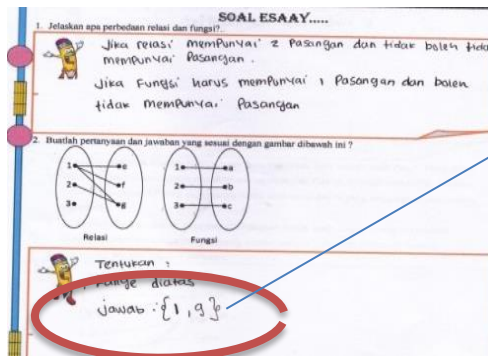 SOAL ESAAY.....
1. Jelaskan apa perbedaan relasi dan fungsi?..
Jika relasi mempunyai 2 pasangan dan tidak boleh tida
mempunyai pasangan.
Jika Fungsi harus mempunyai 1 pasangan dan boleh
tidak mempunyai pasangan
2. Buatlah pertanyaan dan jawaban yang sesuai dengan gambar dibawah ini ?
1 e 1 a
2 f 2 b
3 g 3 c
Relasi Fungsi
Tentukan :
Range diatas
jawab : {1, g}